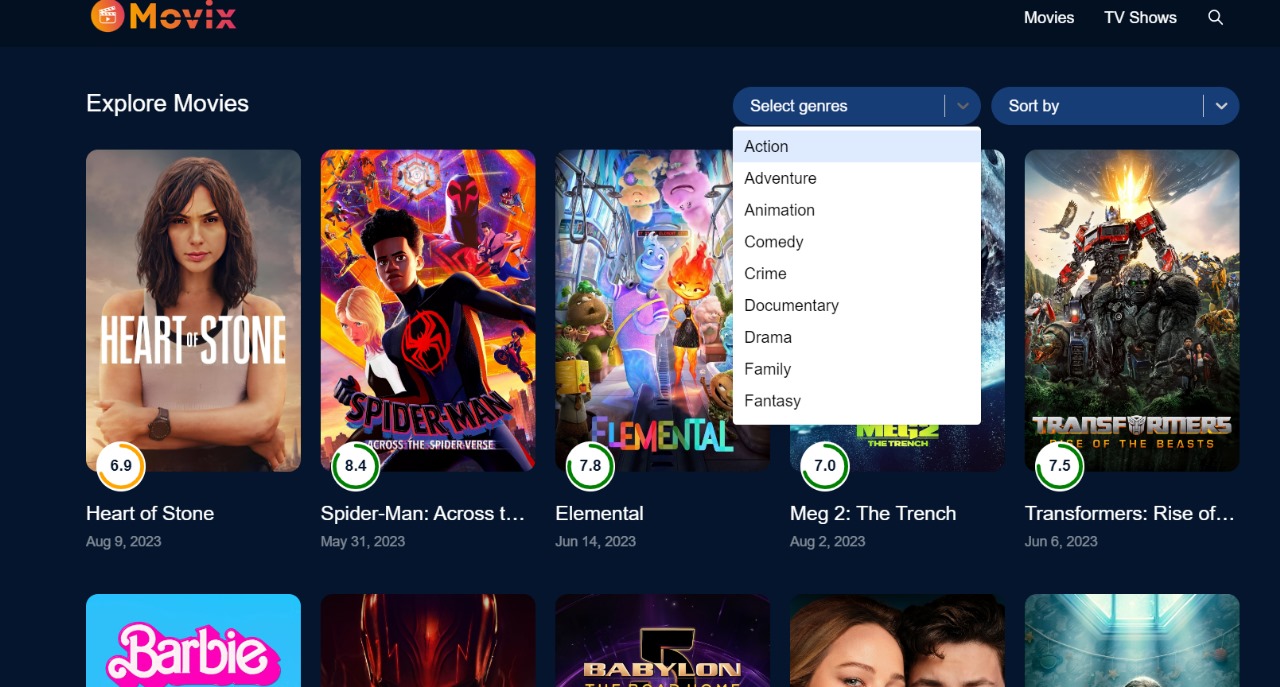 Movix
Movies
TV Shows
Explore Movies
Select genres
Sort by
Action
Adventure
Animation
Comedy
Crime
Documentary
Drama
Family
Fantasy
HEART OF STONE
SPIDER-MAN
ACROSS THE SPIDER-VERSE
ELEMENTAL
MEG 2
THE TRENCH
TRANSFORMERS
RISE OF THE BEASTS
6.9
8.4
7.8
7.0
7.5
Heart of Stone
Spider-Man: Across t...
Elemental
Meg 2: The Trench
Transformers: Rise of...
Aug 9, 2023
May 31, 2023
Jun 14, 2023
Aug 2, 2023
Jun 6, 2023
Barbie
BABYLON 5
THE ROAD HOME